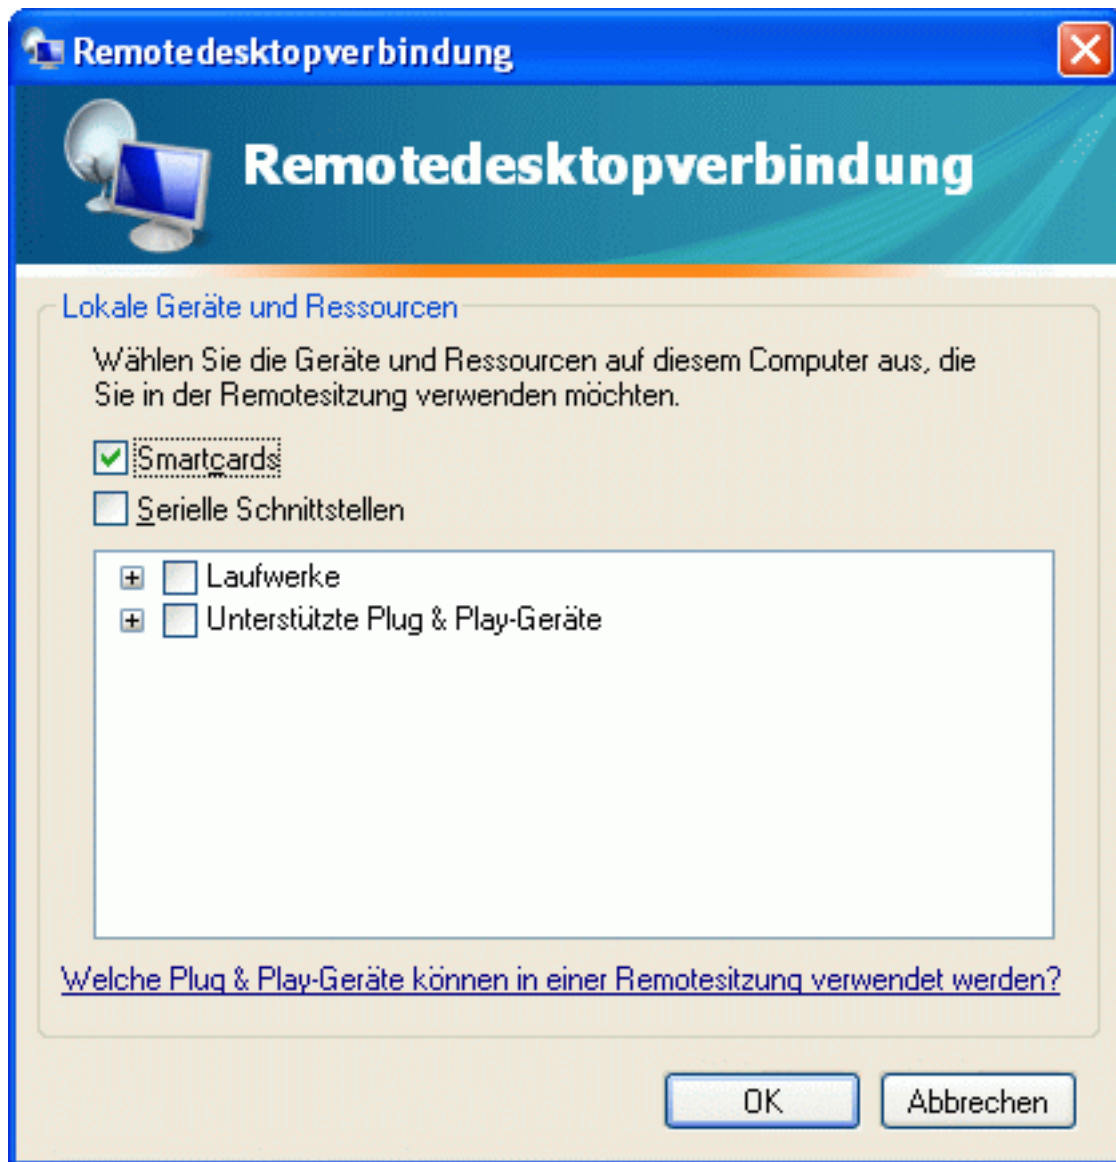 Remotedesktopverbindung
Remotedesktopverbindung
Lokale Geräte und Ressourcen
Wählen Sie die Geräte und Ressourcen auf diesem Computer aus, die
Sie in der Remotesitzung verwenden möchten.
Smartcards
Serielle Schnittstellen
Laufwerke
Unterstützte Plug & Play-Geräte
Welche Plug & Play-Geräte können in einer Remotesitzung verwendet werden?
OK
Abbrechen